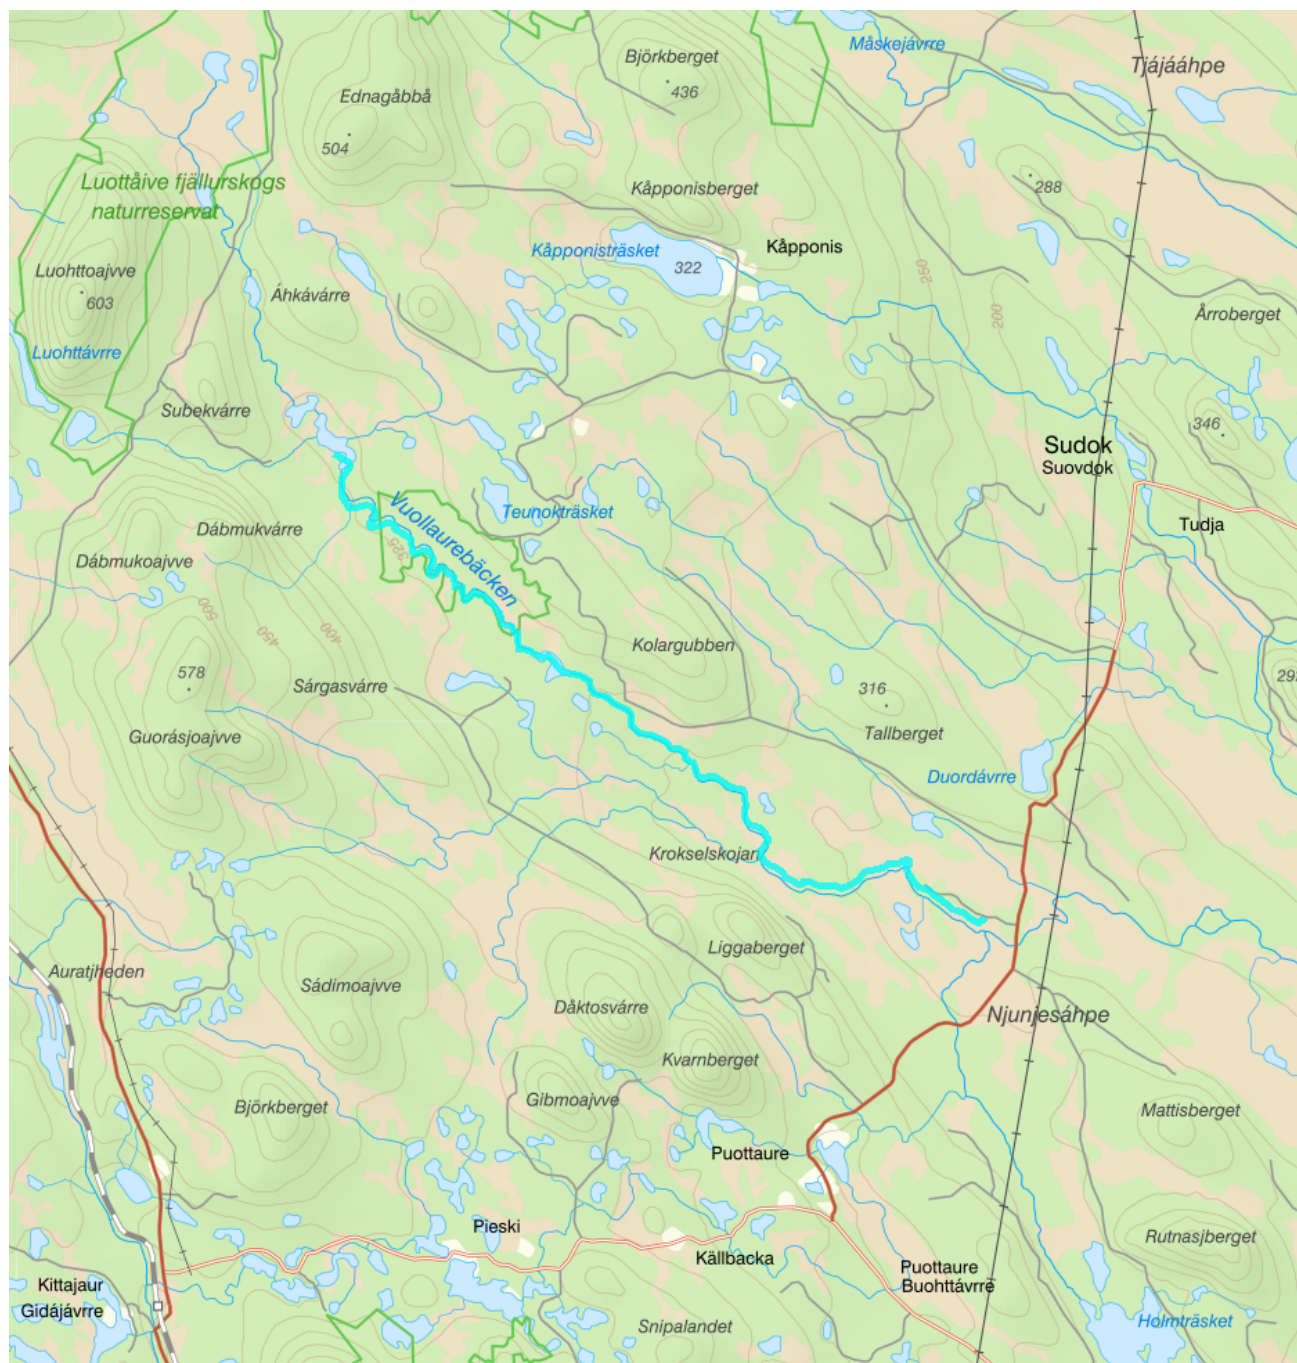 Måskejávrre
Björkberget
436
Tjájááhpe
Ednagåbbå
504
Luottåive fjällurskogs
naturreservat
Kåpponisberget
288
Kåpponisträsket
322
Kåpponis
250
200
Luohttoajvve
603
Áhkávárre
Årroberget
Luohttávrre
Subekvárre
346
Sudok
Suovdok
Teunokträsket
Vuollaurebäcken
325
Tudja
Dábmukvárre
Dábmukoajvve
500
450
400
Kolargubben
578
Sárgasvárre
316
Tallberget
Guorásjoajvve
Duordávrre
Krokselskojan
Liggaberget
Auratjheden
Sádimoajvve
Dåktosvárre
Njunjesáhpe
Kvarnberget
Gibmoajvve
Björkberget
Mattisberget
Puottaure
Pieski
Källbacka
Rutnasjberget
Puottaure
Buohttávrré
Kittajaur
Gidájávrre
Snipalandet
Holmträsket